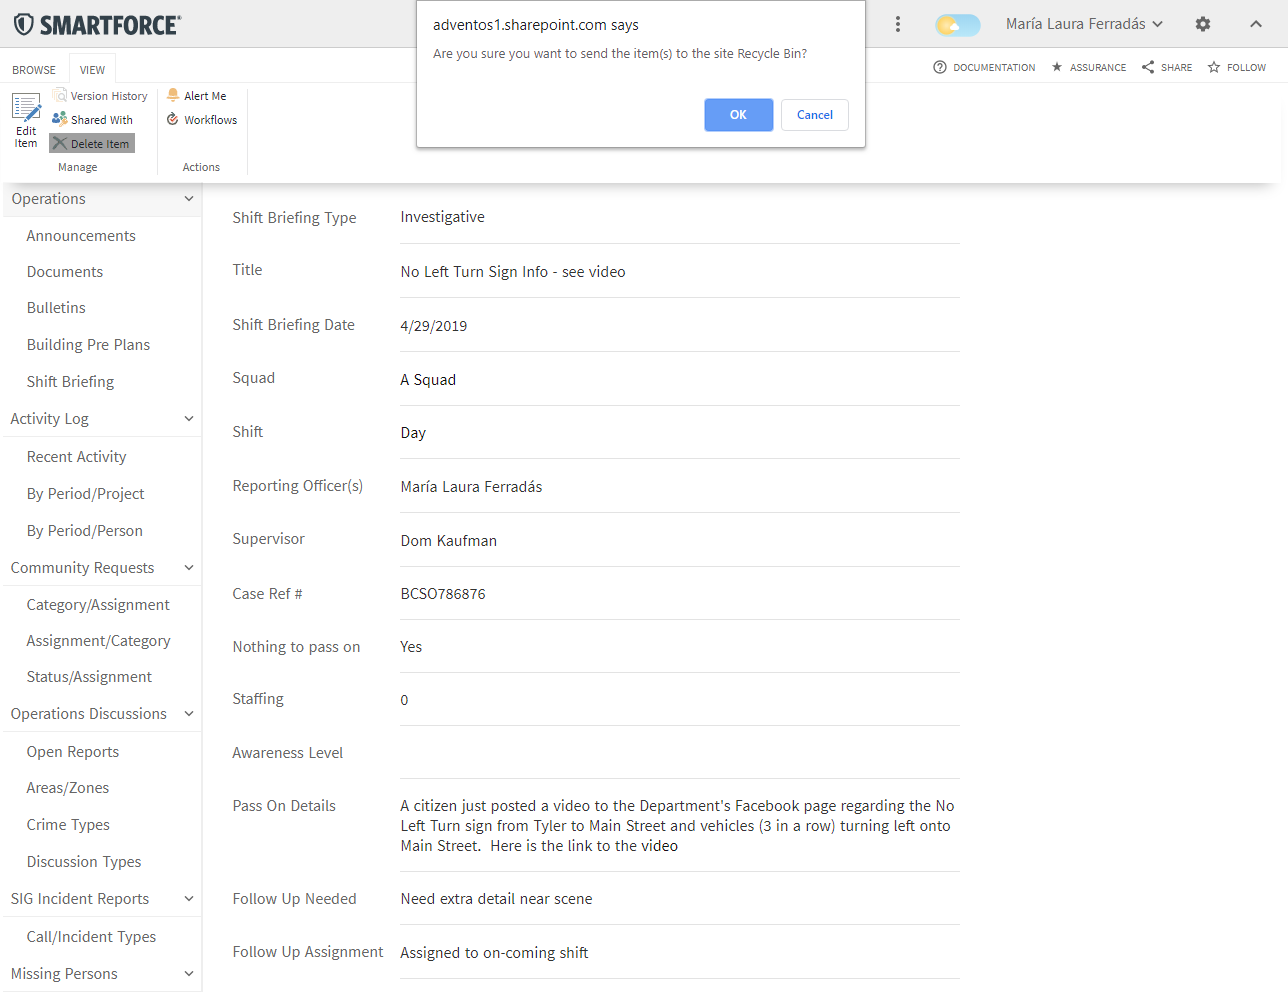 SMARTFORCE®
adventos1.sharepoint.com says
Are you sure you want to send the item(s) to the site Recycle Bin?
OK
Cancel
María Laura Ferradás
BROWSE
VIEW
DOCUMENTATION
ASSURANCE
SHARE
FOLLOW
Edit
Item
Version History
Shared With
Delete Item
Manage
Alert Me
Workflows
Actions
Operations
Announcements
Documents
Bulletins
Building Pre Plans
Shift Briefing
Activity Log
Recent Activity
By Period/Project
By Period/Person
Community Requests
Category/Assignment
Assignment/Category
Status/Assignment
Operations Discussions
Open Reports
Areas/Zones
Crime Types
Discussion Types
SIG Incident Reports
Call/Incident Types
Missing Persons
Shift Briefing Type Investigative
Title No Left Turn Sign Info - see video
Shift Briefing Date 4/29/2019
Squad A Squad
Shift Day
Reporting Officer(s) María Laura Ferradás
Supervisor Dom Kaufman
Case Ref # BCSO786876
Nothing to pass on Yes
Staffing 0
Awareness Level
Pass On Details A citizen just posted a video to the Department's Facebook page regarding the No
Left Turn sign from Tyler to Main Street and vehicles (3 in a row) turning left onto
Main Street. Here is the link to the video
Follow Up Needed Need extra detail near scene
Follow Up Assignment Assigned to on-coming shift